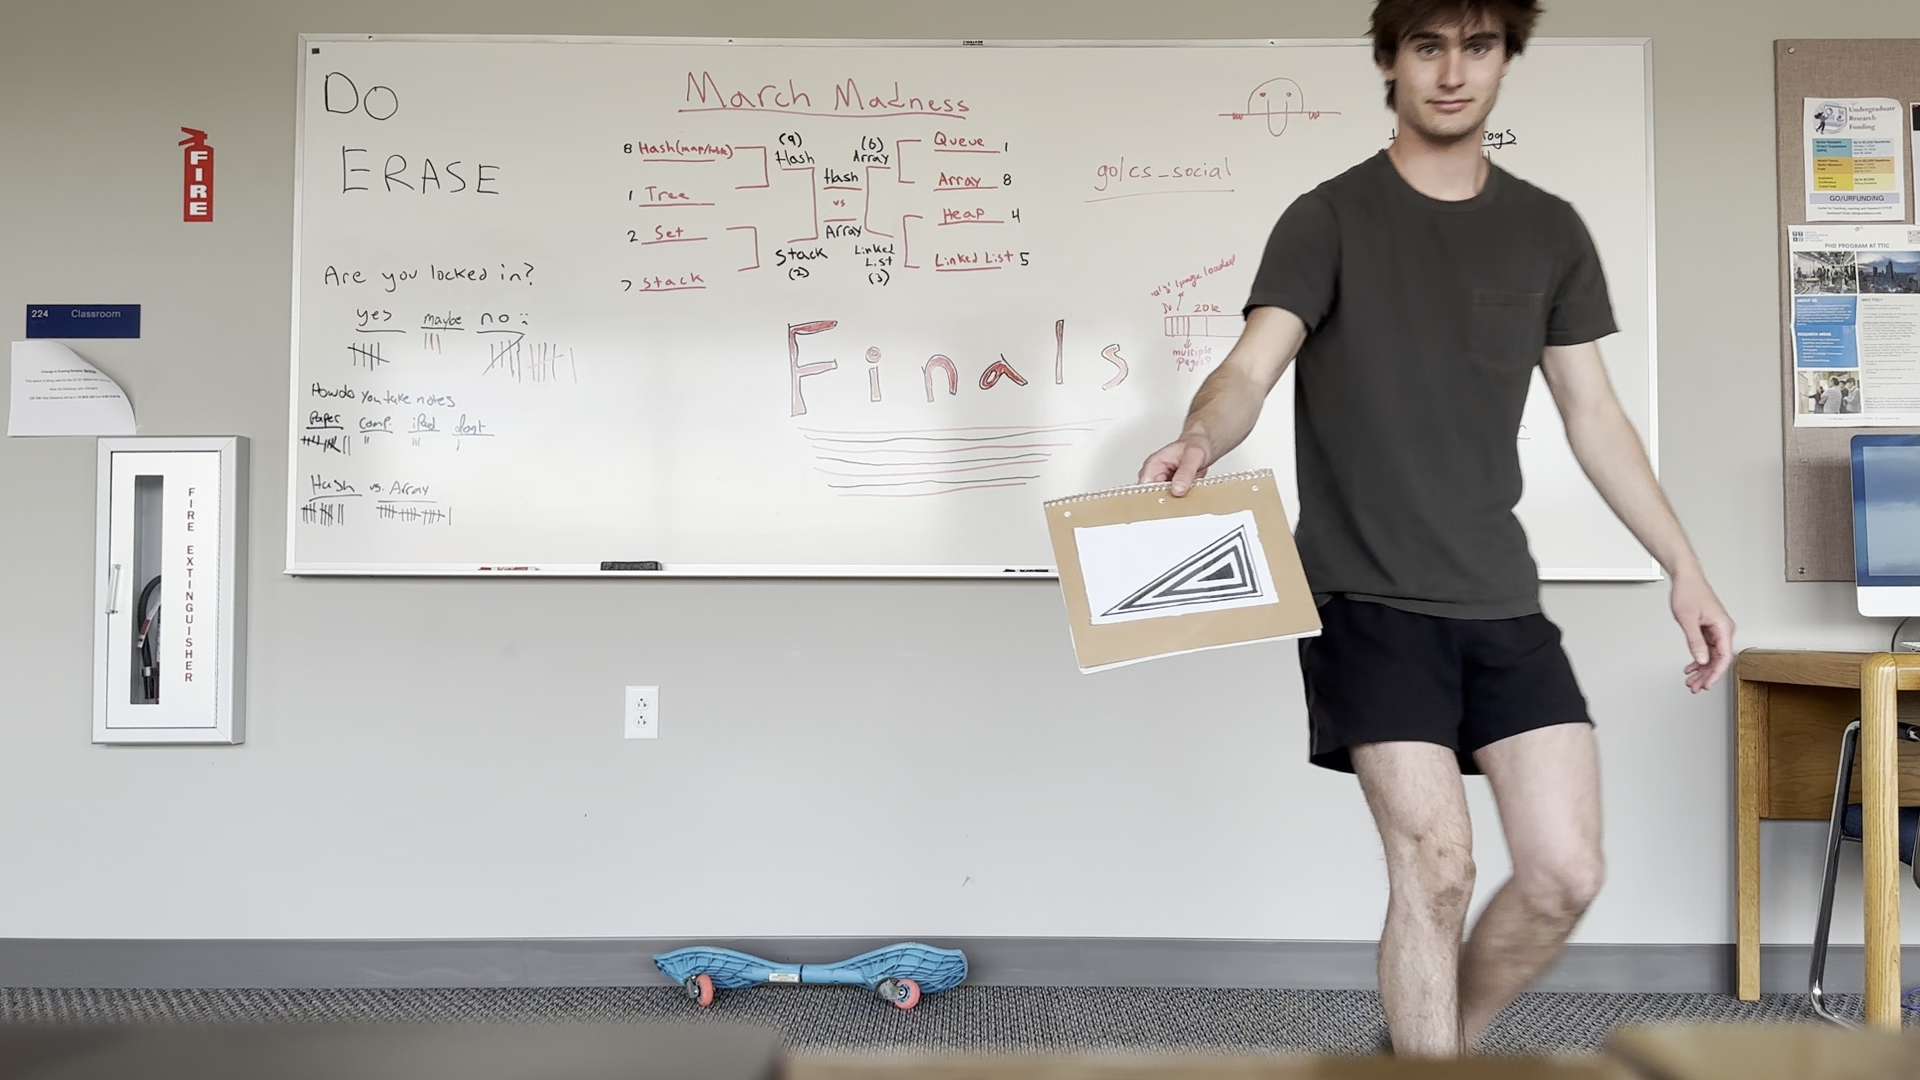 DO
ERASE
FIRE
224 Classroom
FIRE EXTINGUISHER
Are you locked in?
yes maybe no :
How do you take notes
Paper comp. iPad dont
Hash vs. Array
March Madness
8 Hash(map/table)
1 Tree
2 Set
7 Stack
(9)
Hash
Stack
(2)
Hash
vs
Array
(6)
Array
Linked
List
(3)
Queue 1
Array 8
Heap 4
Linked List 5
Finals
go/cs_social
20k
multiple
pages?
Undergraduate
Research
Funding
GO/URFUNDING
PHD PROGRAM AT TTIC